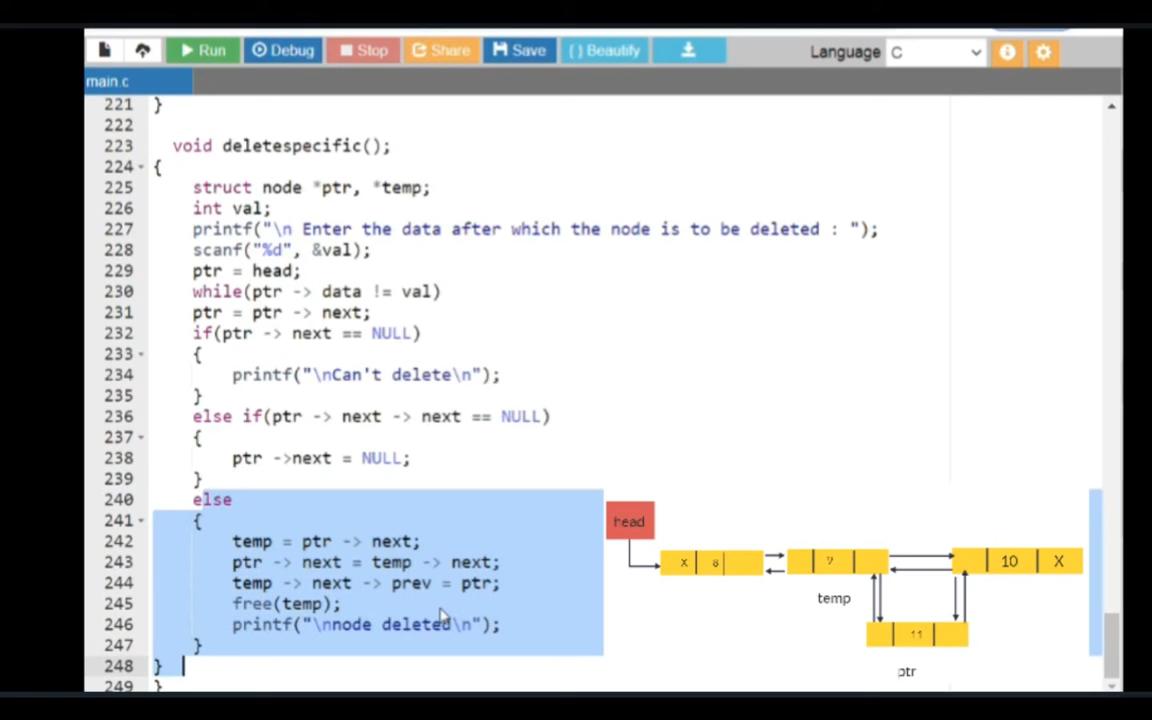 Run Debug Stop Share Save { } Beautify Language C
main.c
221 }
222
223 void deletespecific();
224 {
225 struct node *ptr, *temp;
226 int val;
227 printf("\n Enter the data after which the node is to be deleted : ");
228 scanf("%d", &val);
229 ptr = head;
230 while(ptr -> data != val)
231 ptr = ptr -> next;
232 if(ptr -> next == NULL)
233 {
234 printf("\nCan't delete\n");
235 }
236 else if(ptr -> next -> next == NULL)
237 {
238 ptr ->next = NULL;
239 }
240 else
241 {
242 temp = ptr -> next;
243 ptr -> next = temp -> next;
244 temp -> next -> prev = ptr;
245 free(temp);
246 printf("\nnode deleted\n");
247 }
248 }
249 }
head
X 8
10 X
temp
11
ptr